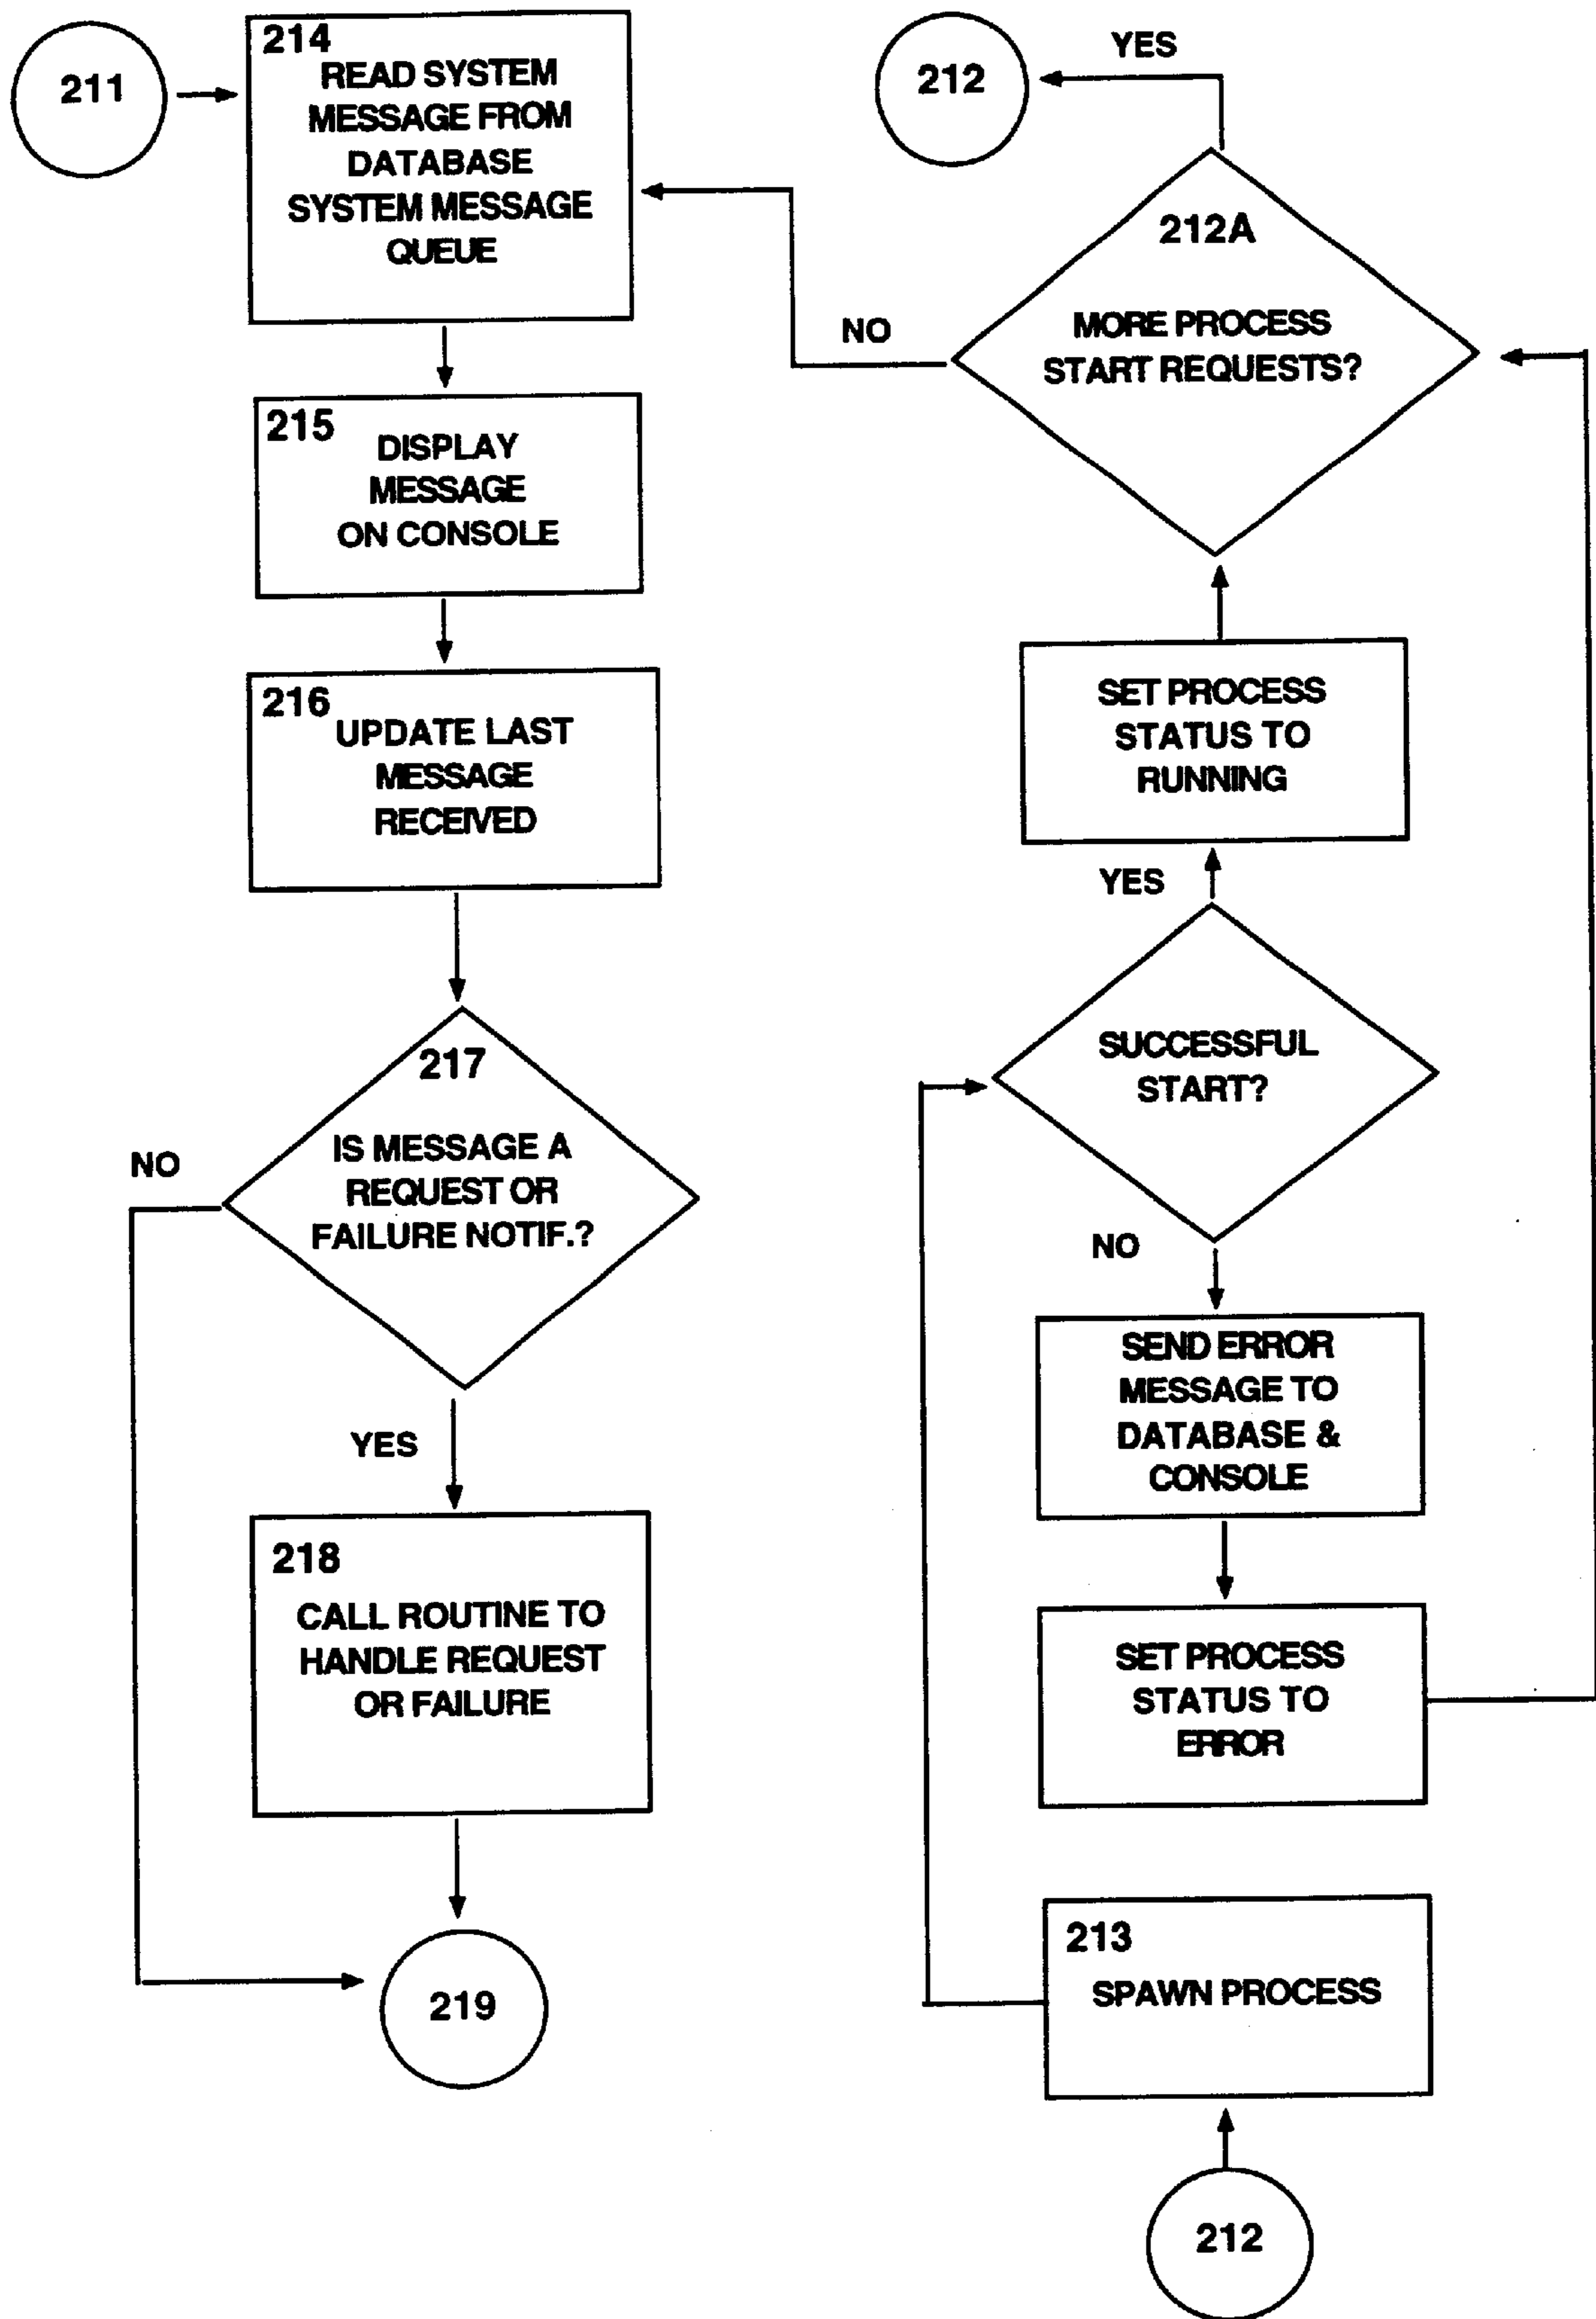 211
214
READ SYSTEM
MESSAGE FROM
DATABASE
SYSTEM MESSAGE
QUEUE
215
DISPLAY
MESSAGE
ON CONSOLE
216
UPDATE LAST
MESSAGE
RECEIVED
217
IS MESSAGE A
REQUEST OR
FAILURE NOTIF.?
NO
YES
218
CALL ROUTINE TO
HANDLE REQUEST
OR FAILURE
219
212
YES
212A
MORE PROCESS
START REQUESTS?
NO
SET PROCESS
STATUS TO
RUNNING
YES
SUCCESSFUL
START?
NO
SEND ERROR
MESSAGE TO
DATABASE &
CONSOLE
SET PROCESS
STATUS TO
ERROR
213
SPAWN PROCESS
212